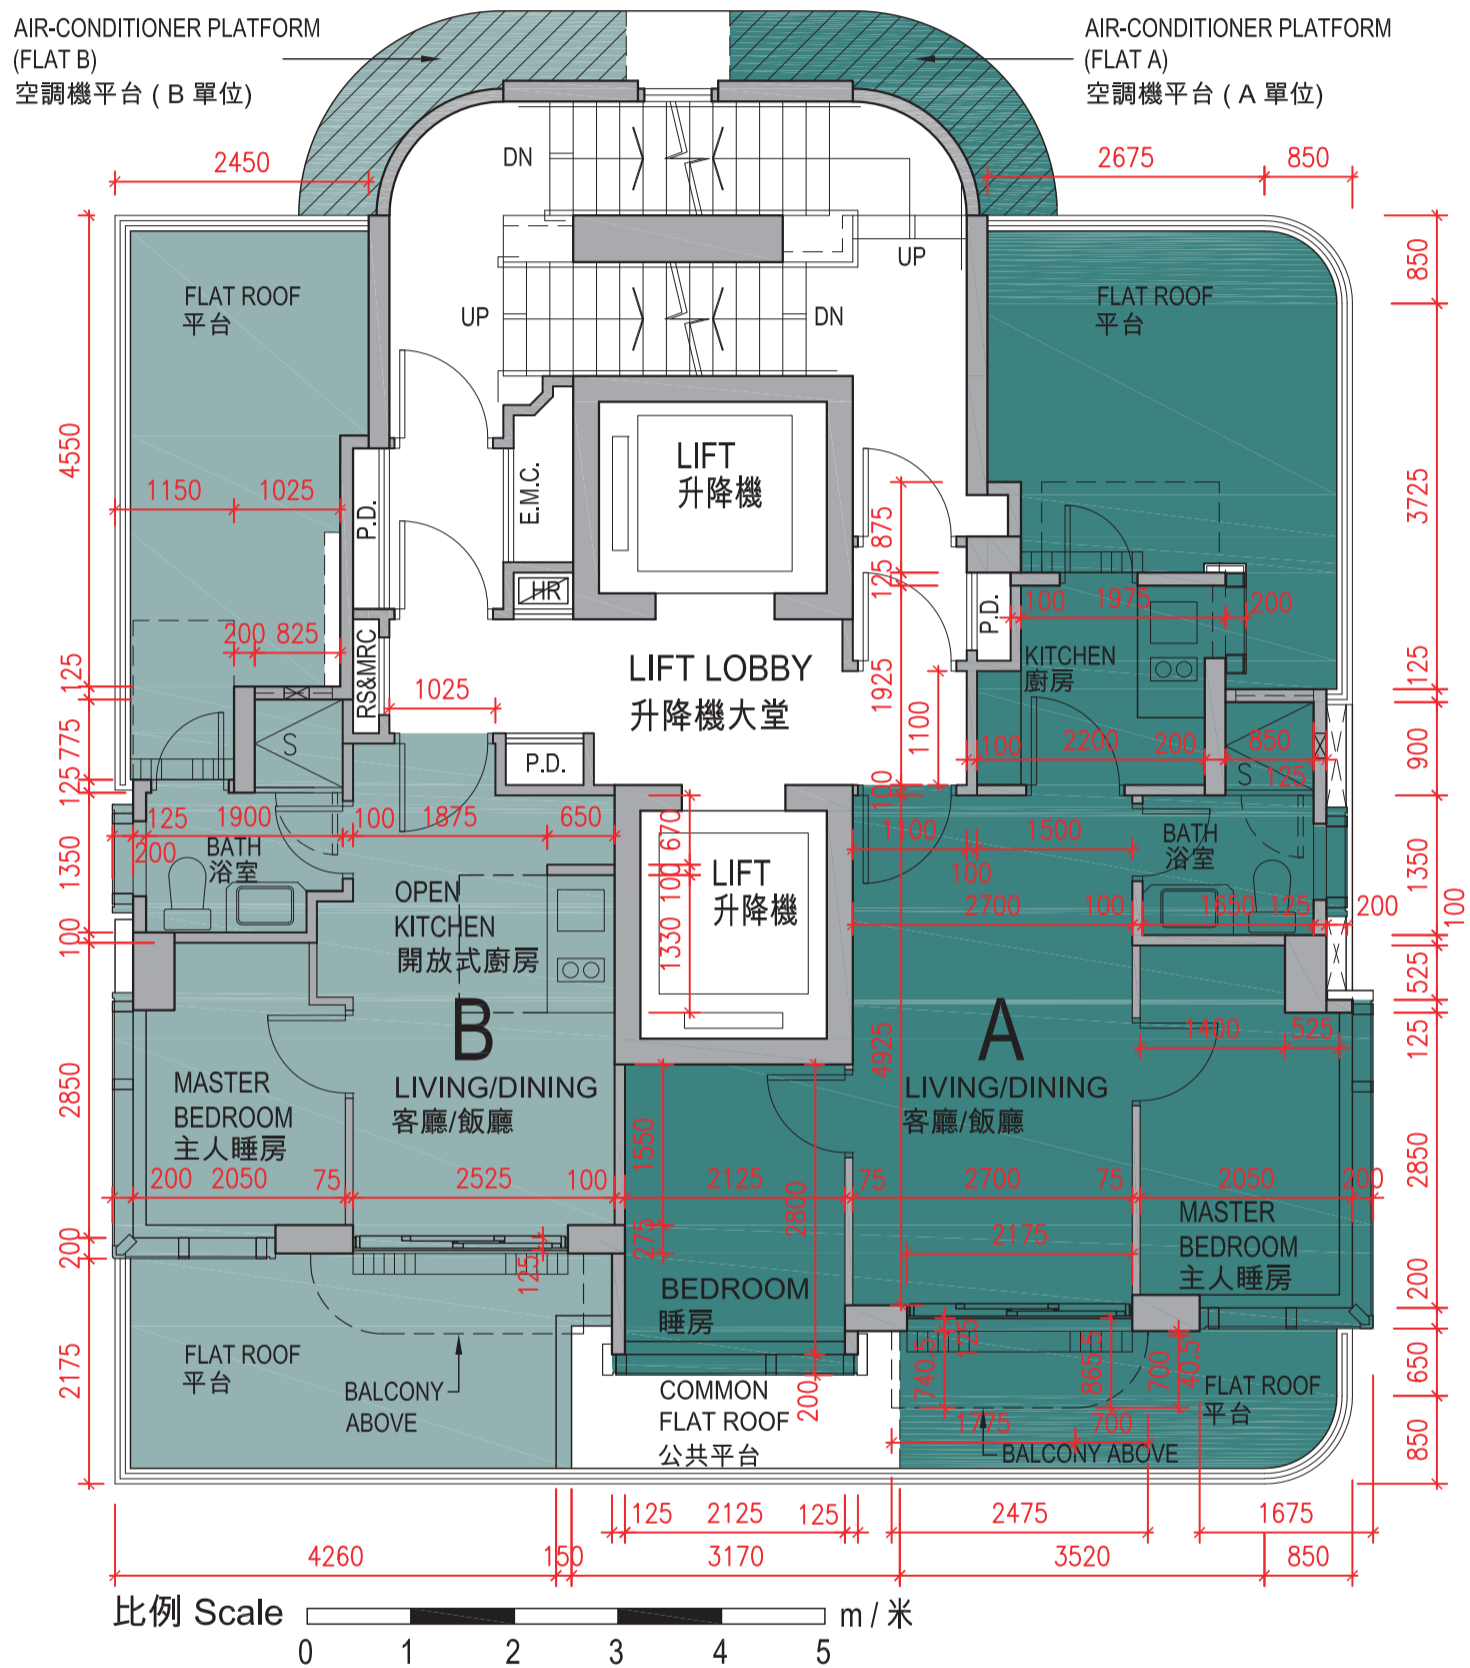 AIR-CONDITIONER PLATFORM
(FLAT B)
空調機平台 ( B 單位)
AIR-CONDITIONER PLATFORM
(FLAT A)
空調機平台 ( A 單位)
2450
2675
850
DN
UP
UP
DN
FLAT ROOF
平台
FLAT ROOF
平台
850
4550
3725
1150
1025
P.D.
E.M.C.
LIFT
升降機
875
125
HR
P.D.
100
1975
200
200
825
RS&MRC
LIFT LOBBY
升降機大堂
KITCHEN
廚房
1925
1100
125
125
1025
775
S
P.D.
100
2200
200
850
S
125
900
125
100
125
1900
200
100
1875
650
670
1100
1500
100
BATH
浴室
BATH
浴室
1350
1350
OPEN
KITCHEN
開放式廚房
LIFT
升降機
100
1330
2700
100
1650
125
200
100
100
525
B
A
4925
1400
525
125
MASTER
BEDROOM
主人睡房
LIVING/DINING
客廳/飯廳
LIVING/DINING
客廳/飯廳
2850
2850
1550
200
2050
75
2525
100
2125
2800
75
2700
75
2050
200
MASTER
BEDROOM
主人睡房
200
275
125
2175
BEDROOM
睡房
200
FLAT ROOF
平台
2175
BALCONY
ABOVE
COMMON
FLAT ROOF
公共平台
200
740.5
125
865.5
700
40.5
FLAT ROOF
平台
650
1775
700
BALCONY ABOVE
850
125
2125
125
2475
1675
4260
150
3170
3520
850
比例 Scale
m / 米
0
1
2
3
4
5